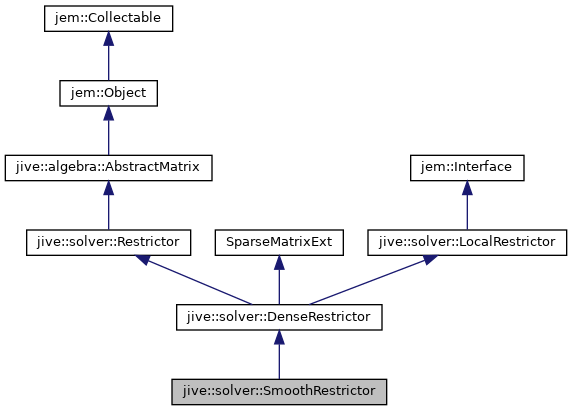 jem::Collectable
jem::Object
jive::algebra::AbstractMatrix
jem::Interface
jive::solver::Restrictor
SparseMatrixExt
jive::solver::LocalRestrictor
jive::solver::DenseRestrictor
jive::solver::SmoothRestrictor